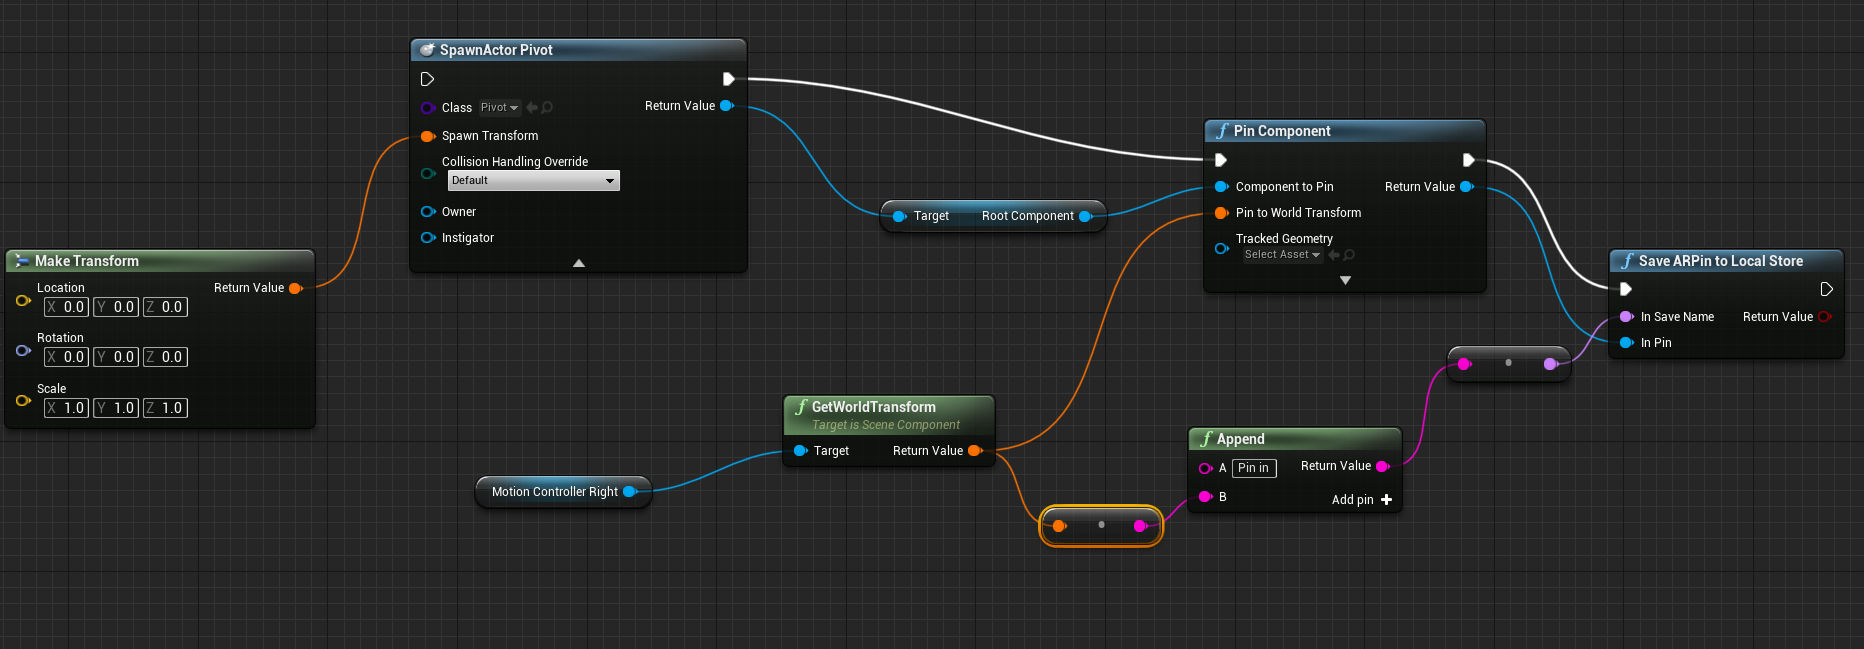 SpawnActor Pivot
Class Pivot
Return Value
Spawn Transform
Collision Handling Override
Default
Owner
Instigator
Make Transform
Location
Return Value
X 0.0 Y 0.0 Z 0.0
Rotation
X 0.0 Y 0.0 Z 0.0
Scale
X 1.0 Y 1.0 Z 1.0
Target Root Component
f Pin Component
Component to Pin Return Value
Pin to World Transform
Tracked Geometry
Select Asset
f Save ARPin to Local Store
In Save Name Return Value
In Pin
f GetWorldTransform
Target is Scene Component
Target Return Value
Motion Controller Right
f Append
A Pin in Return Value
B Add pin